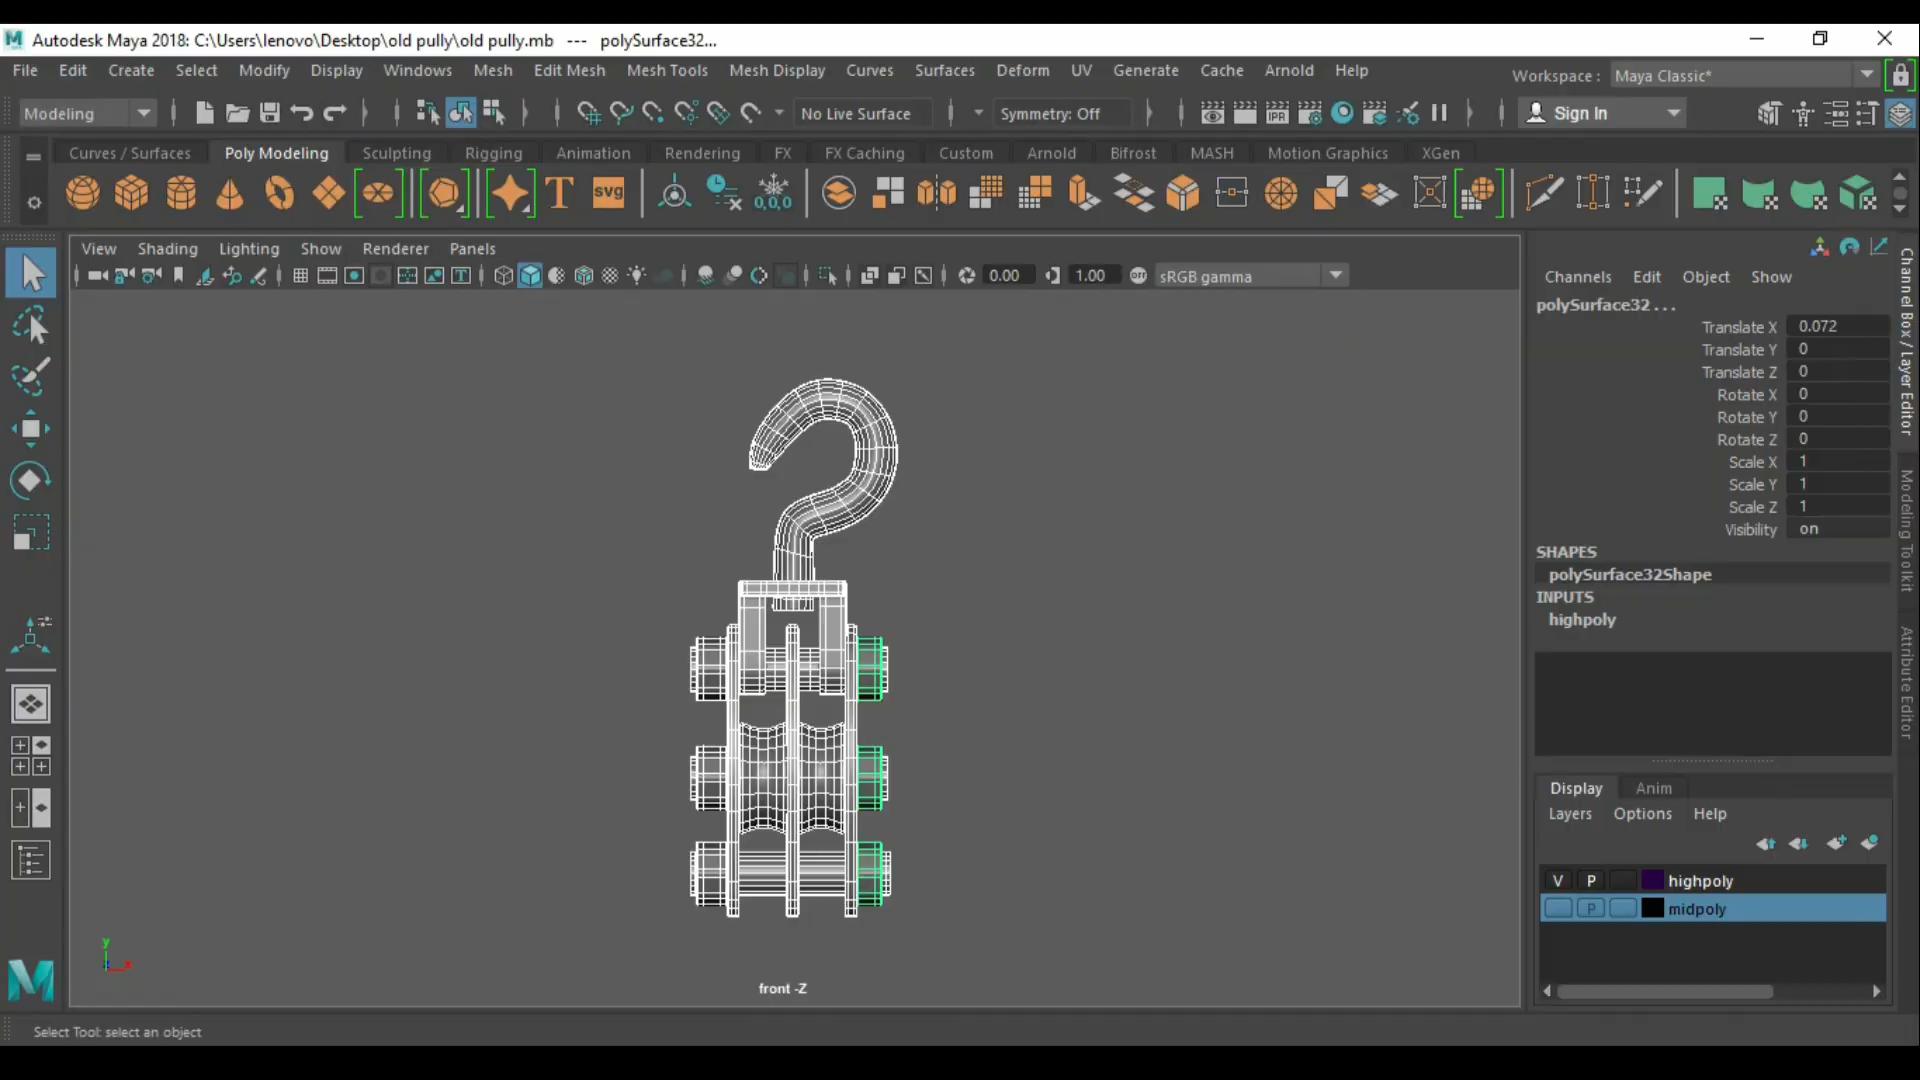 Autodesk Maya 2018: C:\Users\lenovo\Desktop\old pully\old pully.mb --- polySurface32...
File Edit Create Select Modify Display Windows Mesh Edit Mesh Mesh Tools Mesh Display Curves Surfaces Deform UV Generate Cache Arnold Help
Workspace : Maya Classic*
Modeling
No Live Surface
Symmetry: Off
IPR
Sign In
Curves / Surfaces Poly Modeling Sculpting Rigging Animation Rendering FX FX Caching Custom Arnold Bifrost MASH Motion Graphics XGen
T
svg
0,0,0
View Shading Lighting Show Renderer Panels
0.00
1.00
sRGB gamma
Channels Edit Object Show
polySurface32 . . .
Translate X 0.072
Translate Y 0
Translate Z 0
Rotate X 0
Rotate Y 0
Rotate Z 0
Scale X 1
Scale Y 1
Scale Z 1
Visibility on
SHAPES
polySurface32Shape
INPUTS
highpoly
Channel Box / Layer Editor
Modeling Toolkit
Attribute Editor
Display Anim
Layers Options Help
V P highpoly
P midpoly
y
x
front -Z
Select Tool: select an object